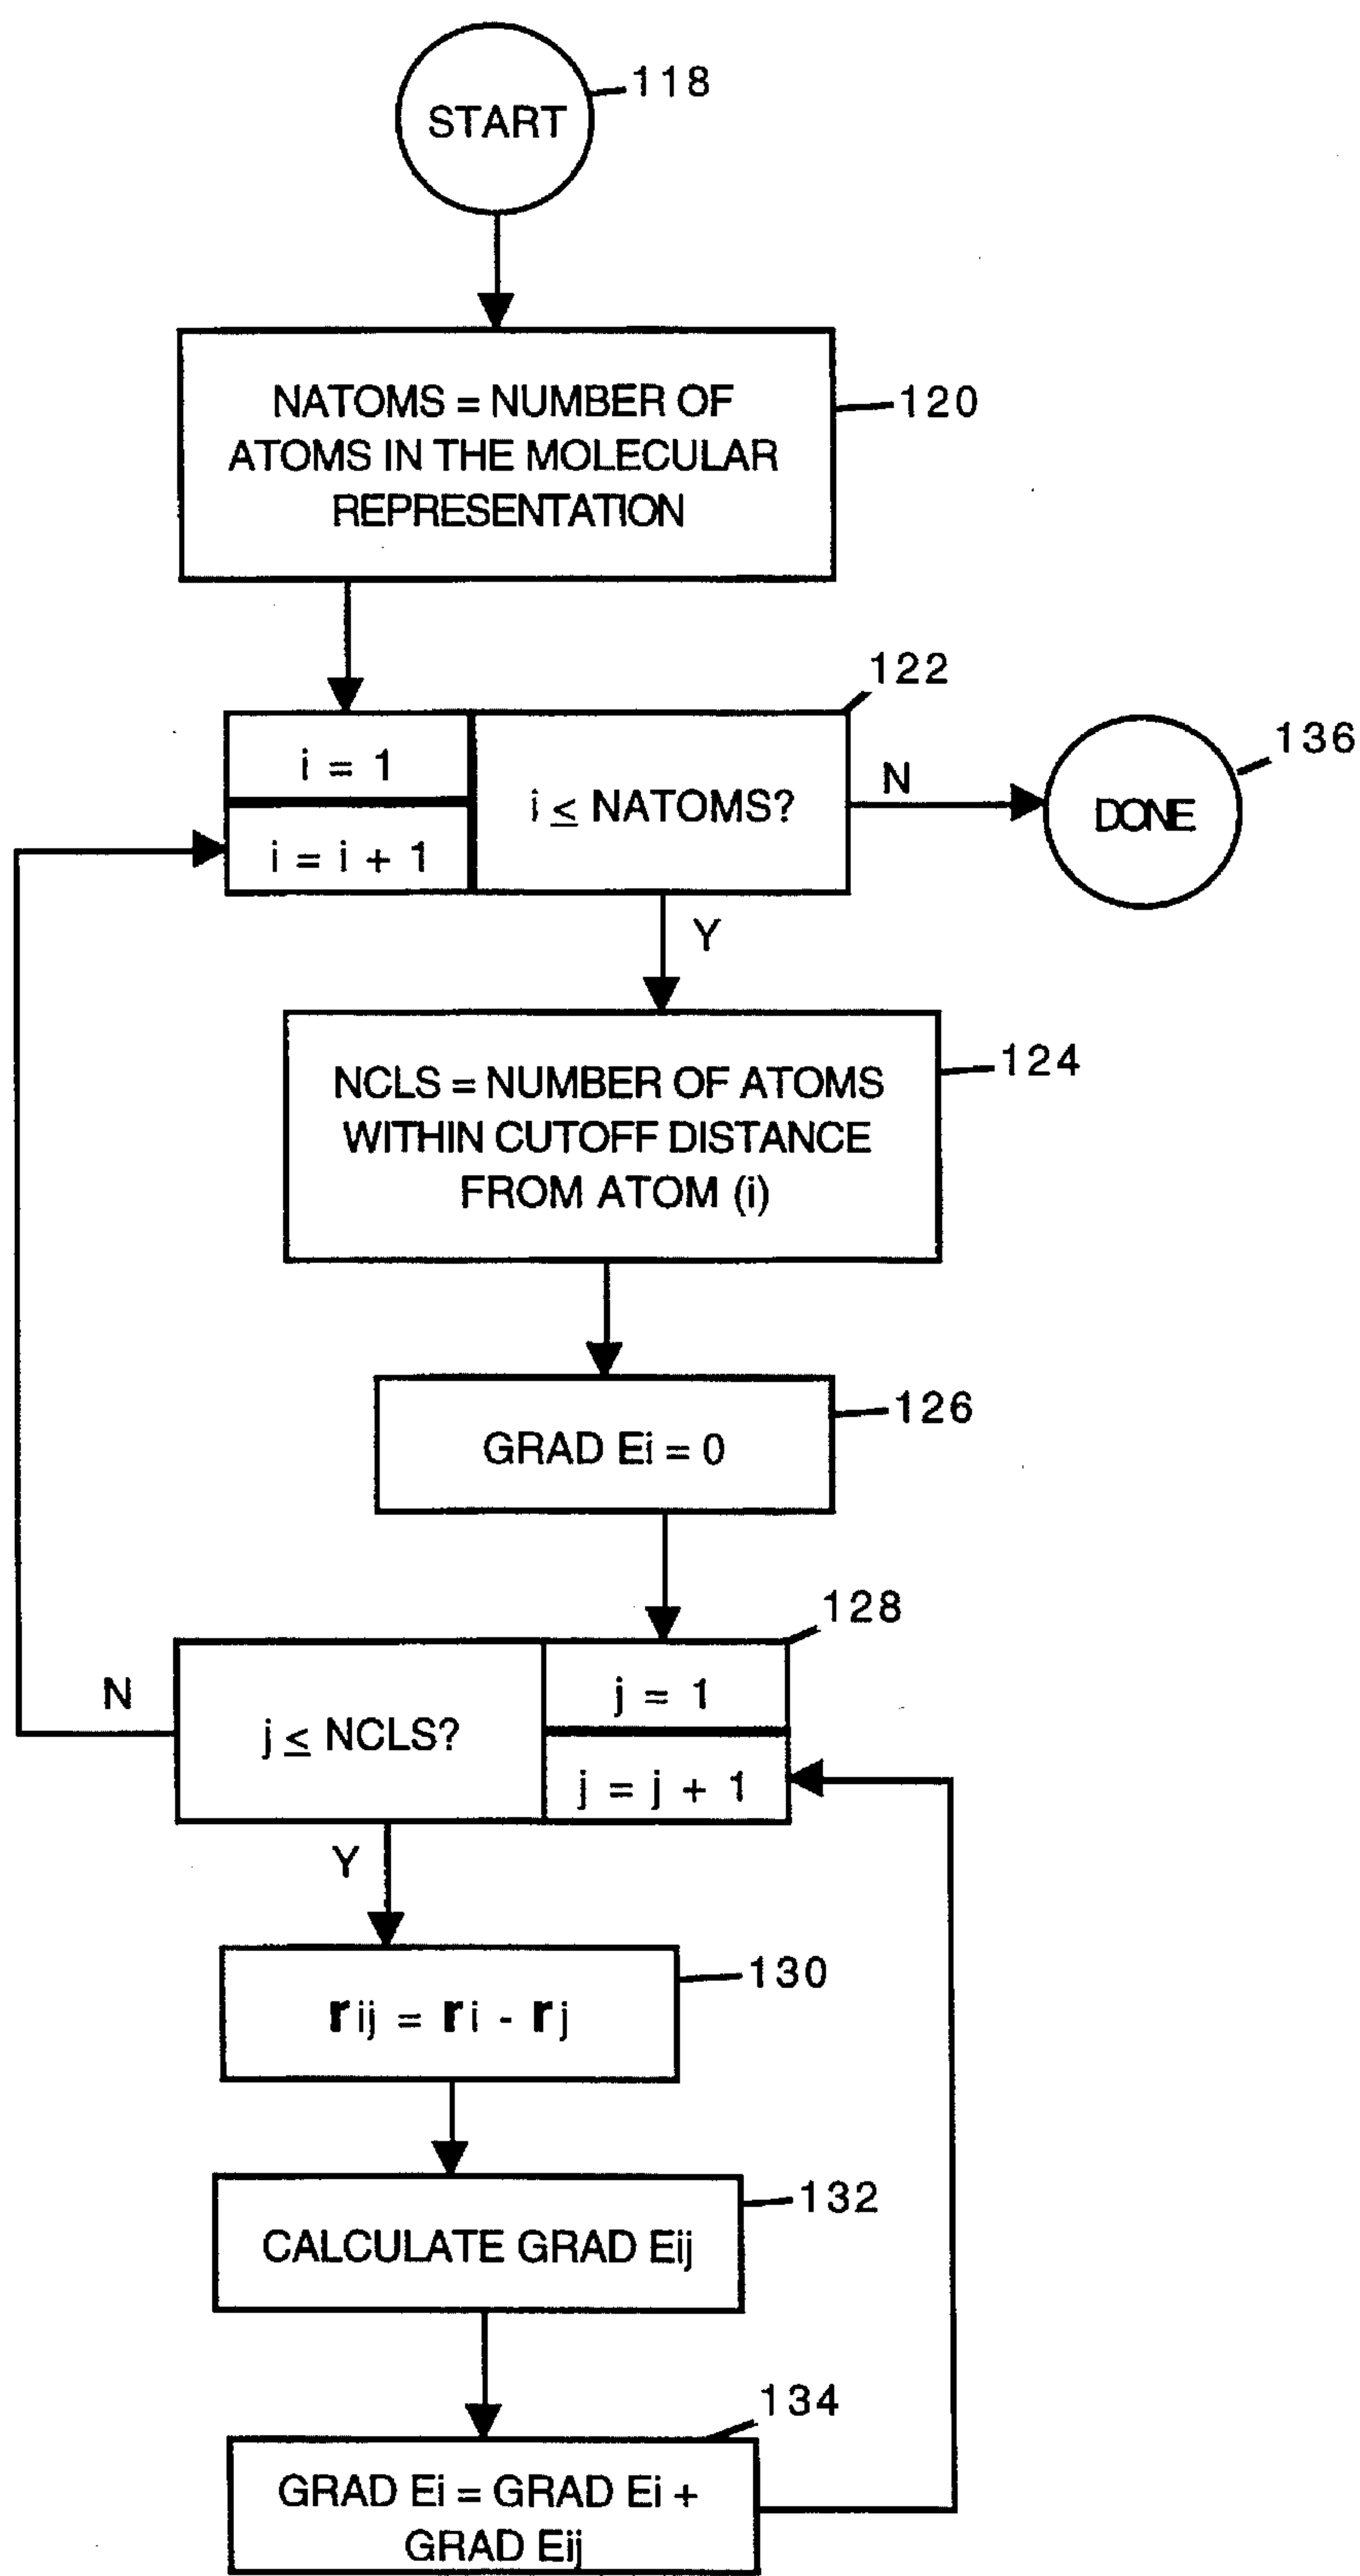 118
START
120
NATOMS = NUMBER OF
ATOMS IN THE MOLECULAR
REPRESENTATION
122
i = 1
i = i + 1
i ≤ NATOMS?
N
136
DONE
Y
124
NCLS = NUMBER OF ATOMS
WITHIN CUTOFF DISTANCE
FROM ATOM (i)
126
GRAD Ei = 0
128
N
j ≤ NCLS?
j = 1
j = j + 1
Y
130
rij = ri - rj
132
CALCULATE GRAD Eij
134
GRAD Ei = GRAD Ei +
GRAD Eij